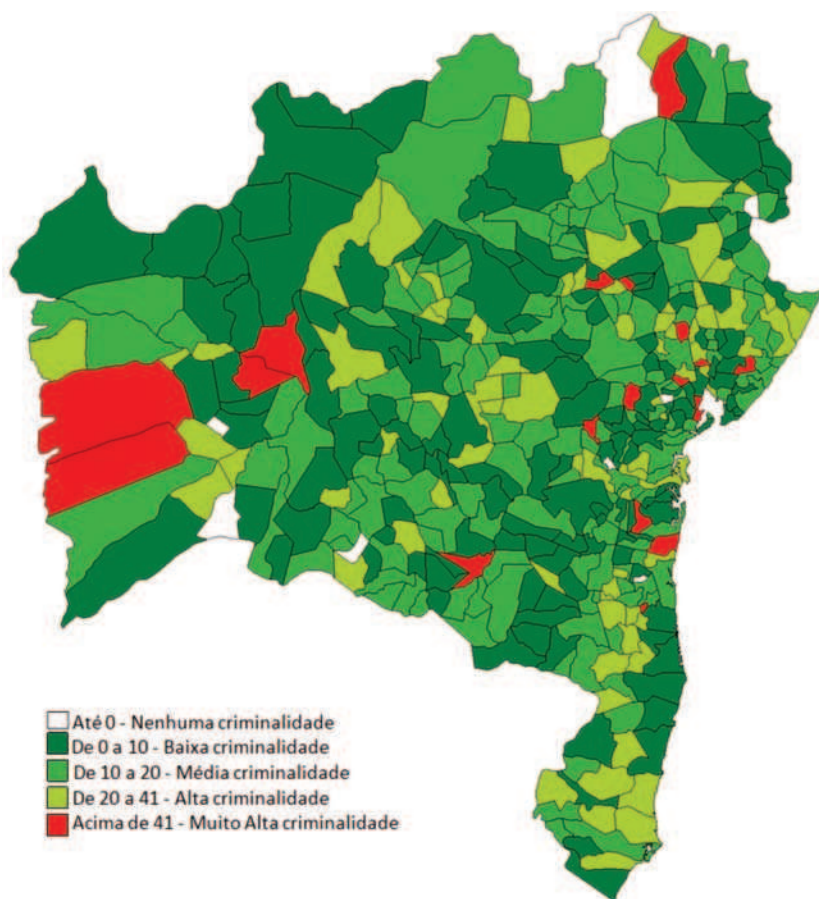 Até 0 - Nenhuma criminalidade
De 0 a 10 - Baixa criminalidade
De 10 a 20 - Média criminalidade
De 20 a 41 - Alta criminalidade
Acima de 41 - Muito Alta criminalidade